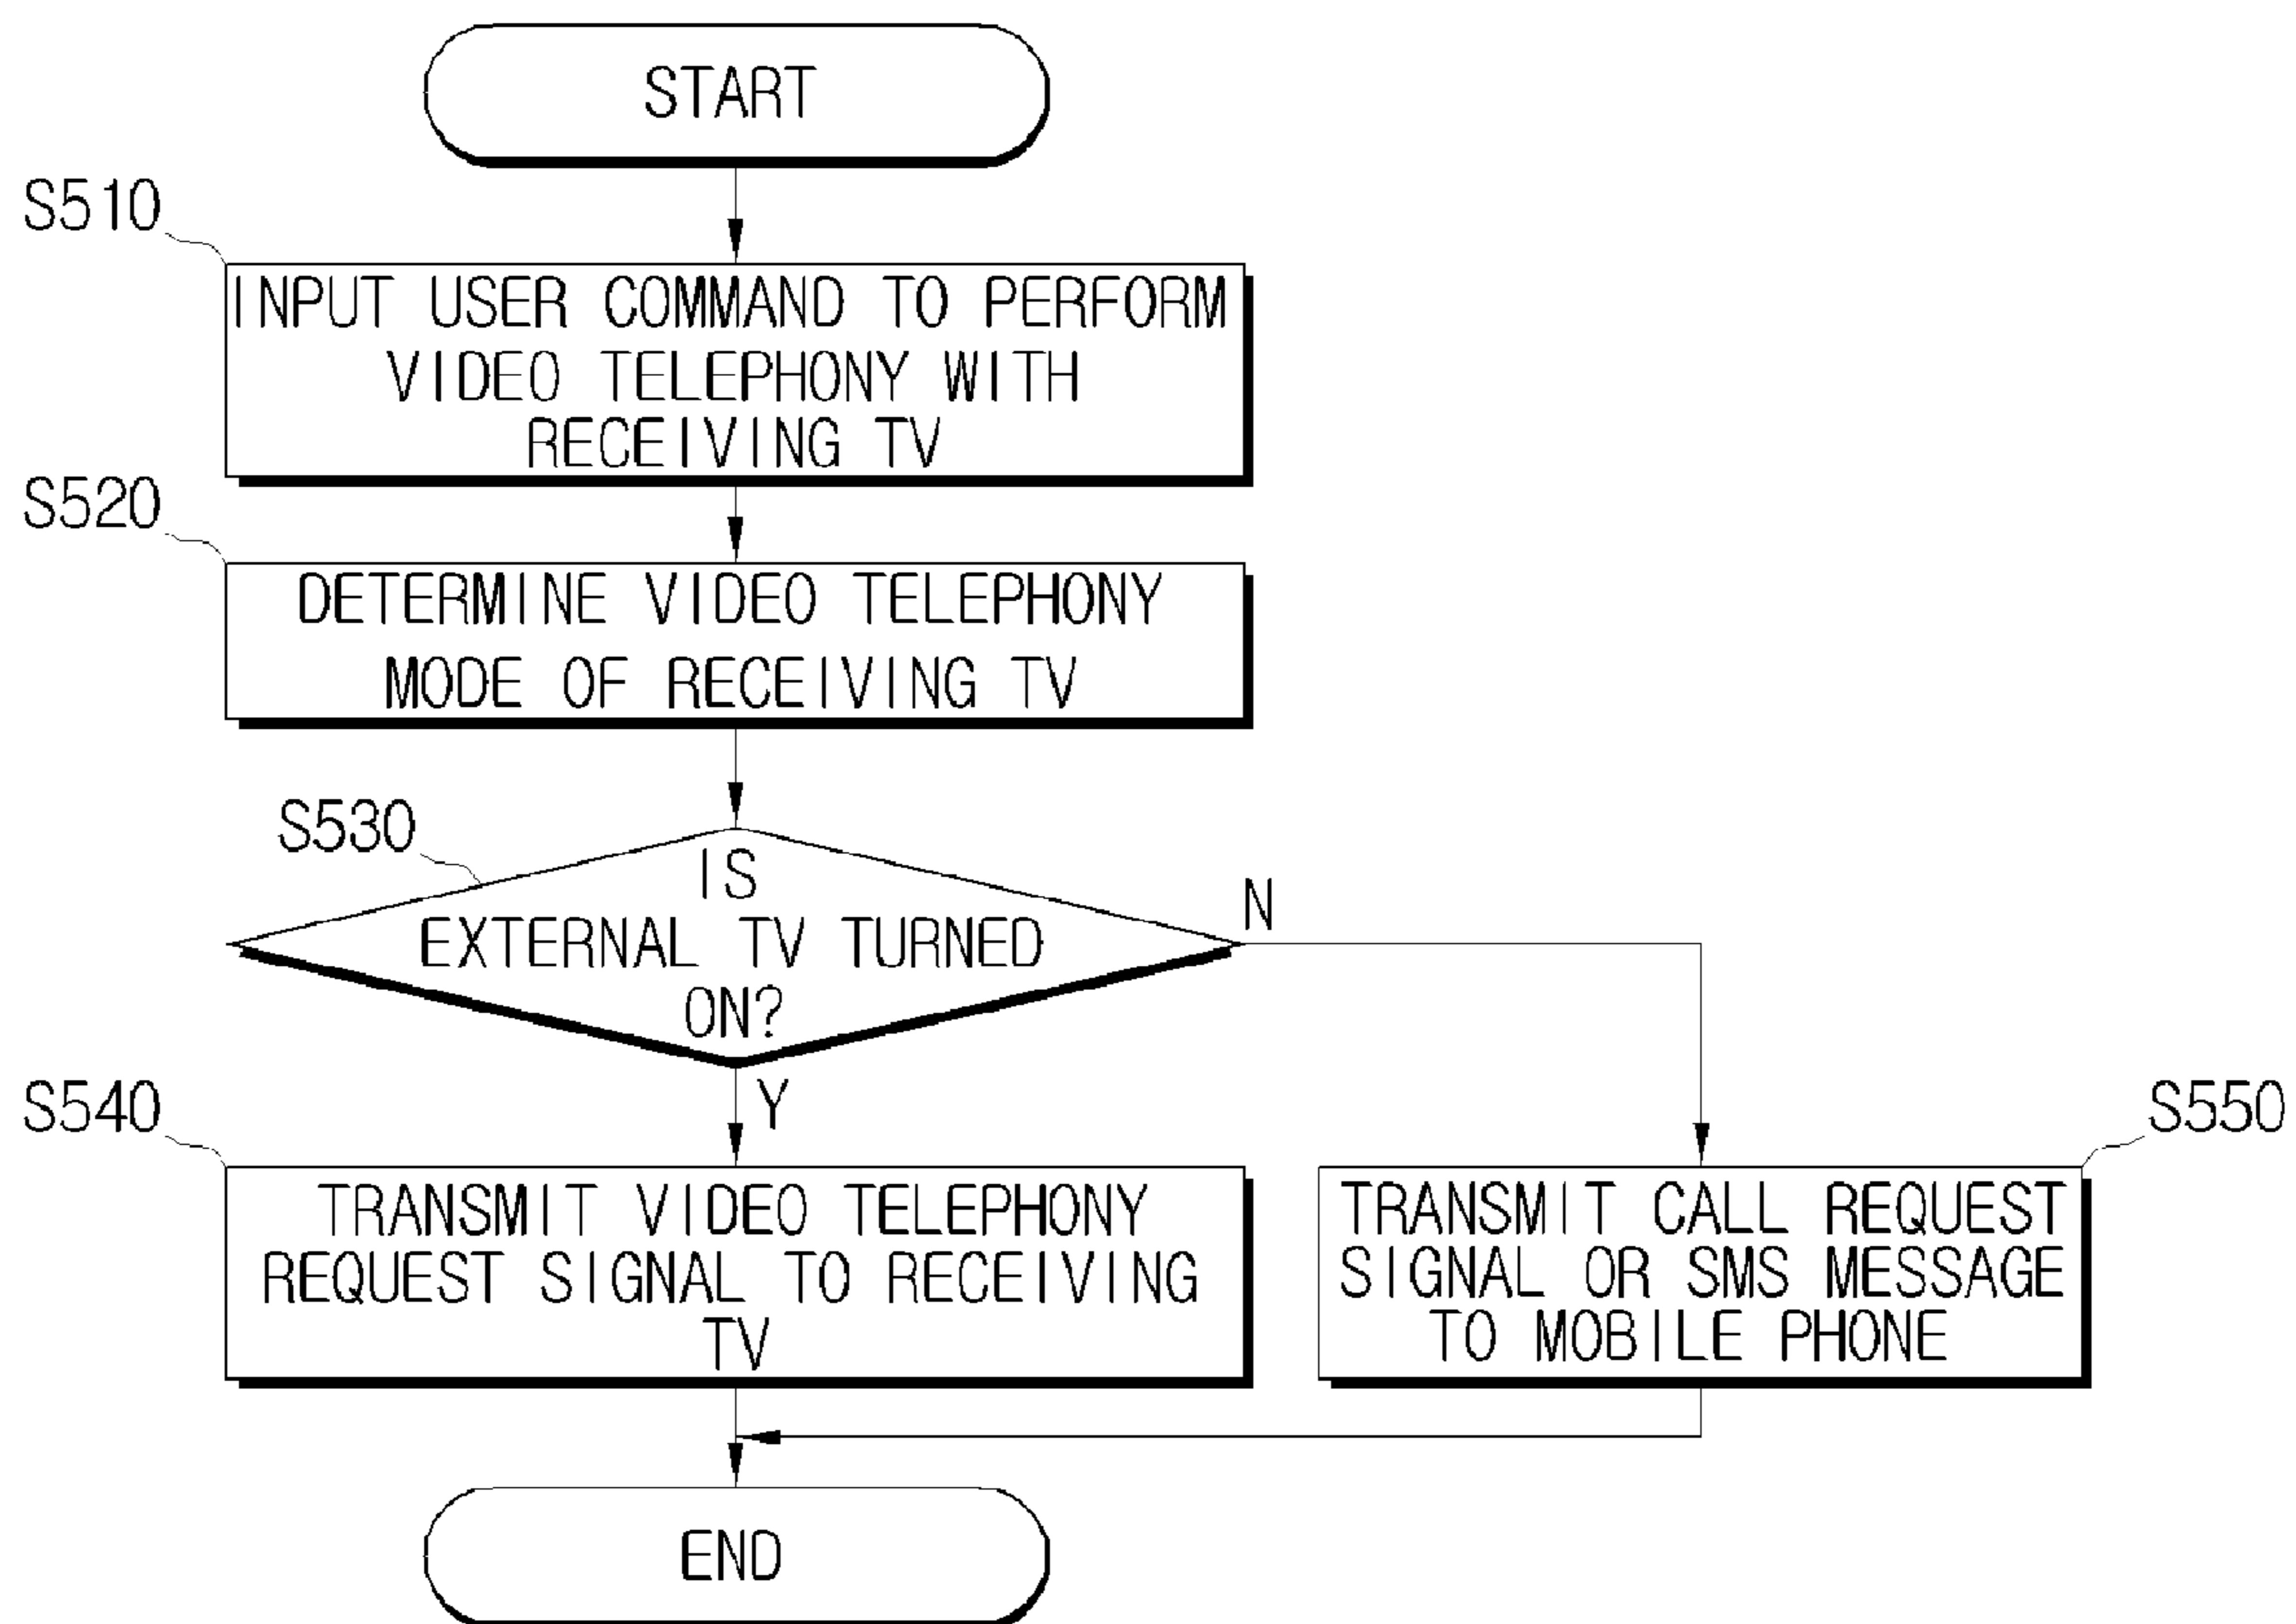 START
S510
INPUT USER COMMAND TO PERFORM
VIDEO TELEPHONY WITH
RECEIVING TV
S520
DETERMINE VIDEO TELEPHONY
MODE OF RECEIVING TV
S530
IS
EXTERNAL TV TURNED
ON?
N
Y
S540
TRANSMIT VIDEO TELEPHONY
REQUEST SIGNAL TO RECEIVING
TV
S550
TRANSMIT CALL REQUEST
SIGNAL OR SMS MESSAGE
TO MOBILE PHONE
END